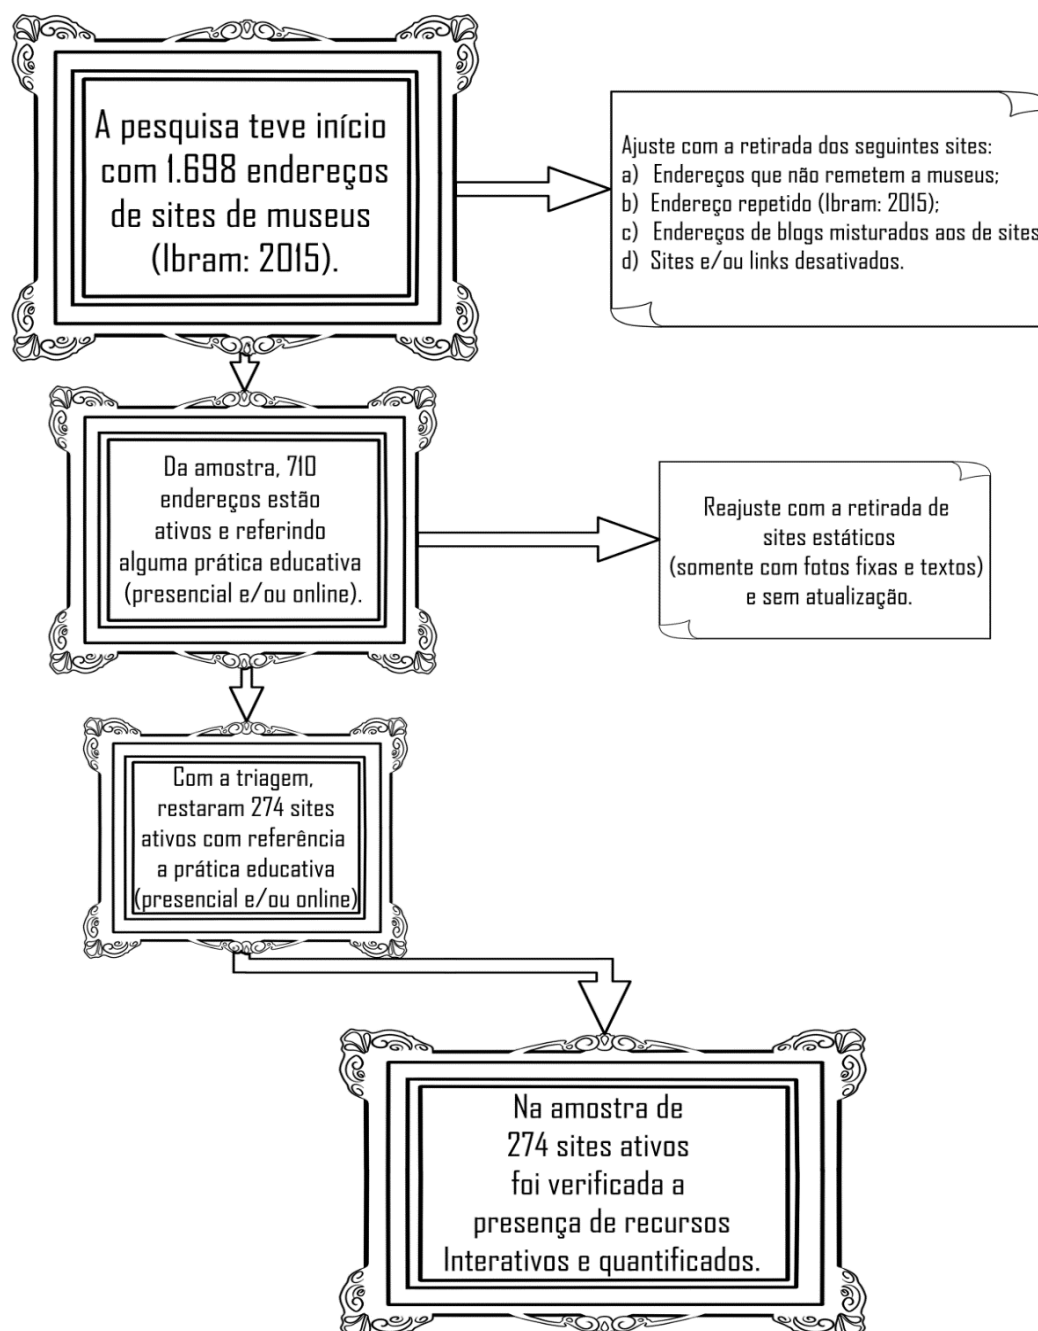 A pesquisa teve início
com 1.698 endereços
de sites de museus
(Ibram: 2015).
Ajuste com a retirada dos seguintes sites:
a) Endereços que não remetem a museus;
b) Endereço repetido (Ibram: 2015);
c) Endereços de blogs misturados aos de sites
d) Sites e/ou links desativados.
Da amostra, 710
endereços estão
ativos e referindo
alguma prática educativa
(presencial e/ou online).
Reajuste com a retirada de
sites estáticos
(somente com fotos fixas e textos)
e sem atualização.
Com a triagem,
restaram 274 sites
ativos com referência
a prática educativa
(presencial e/ou online)
Na amostra de
274 sites ativos
foi verificada a
presença de recursos
Interativos e quantificados.